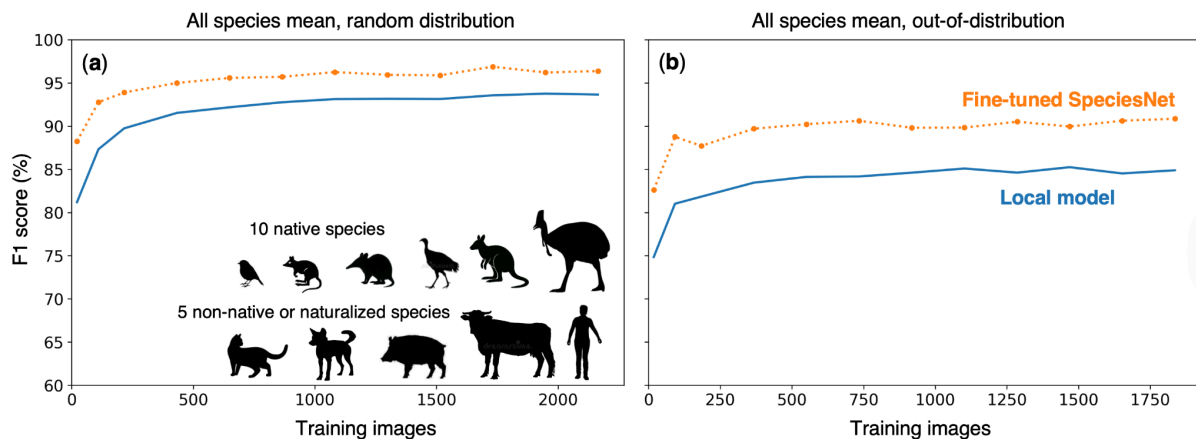 All species mean, random distribution
All species mean, out-of-distribution
F1 score (%)
100
95
90
85
80
75
70
65
60
(a)
10 native species
5 non-native or naturalized species
0
500
1000
1500
2000
Training images
(b)
Fine-tuned SpeciesNet
Local model
0
250
500
750
1000
1250
1500
1750
Training images